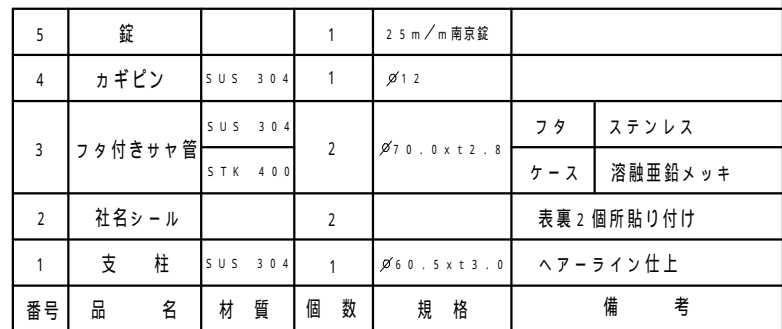 5 錠 1 25m/m南京錠
4 カギピン SUS 304 1 ø12
3 フタ付きサヤ管 SUS 304 2 ø70.0xt2.8 フタ ステンレス
STK 400 ケース 溶融亜鉛メッキ
2 社名シール 2 表裏2個所貼り付け
1 支 柱 SUS 304 1 ø60.5xt3.0 ヘアーライン仕上
番号 品 名 材 質 個 数 規 格 備 考